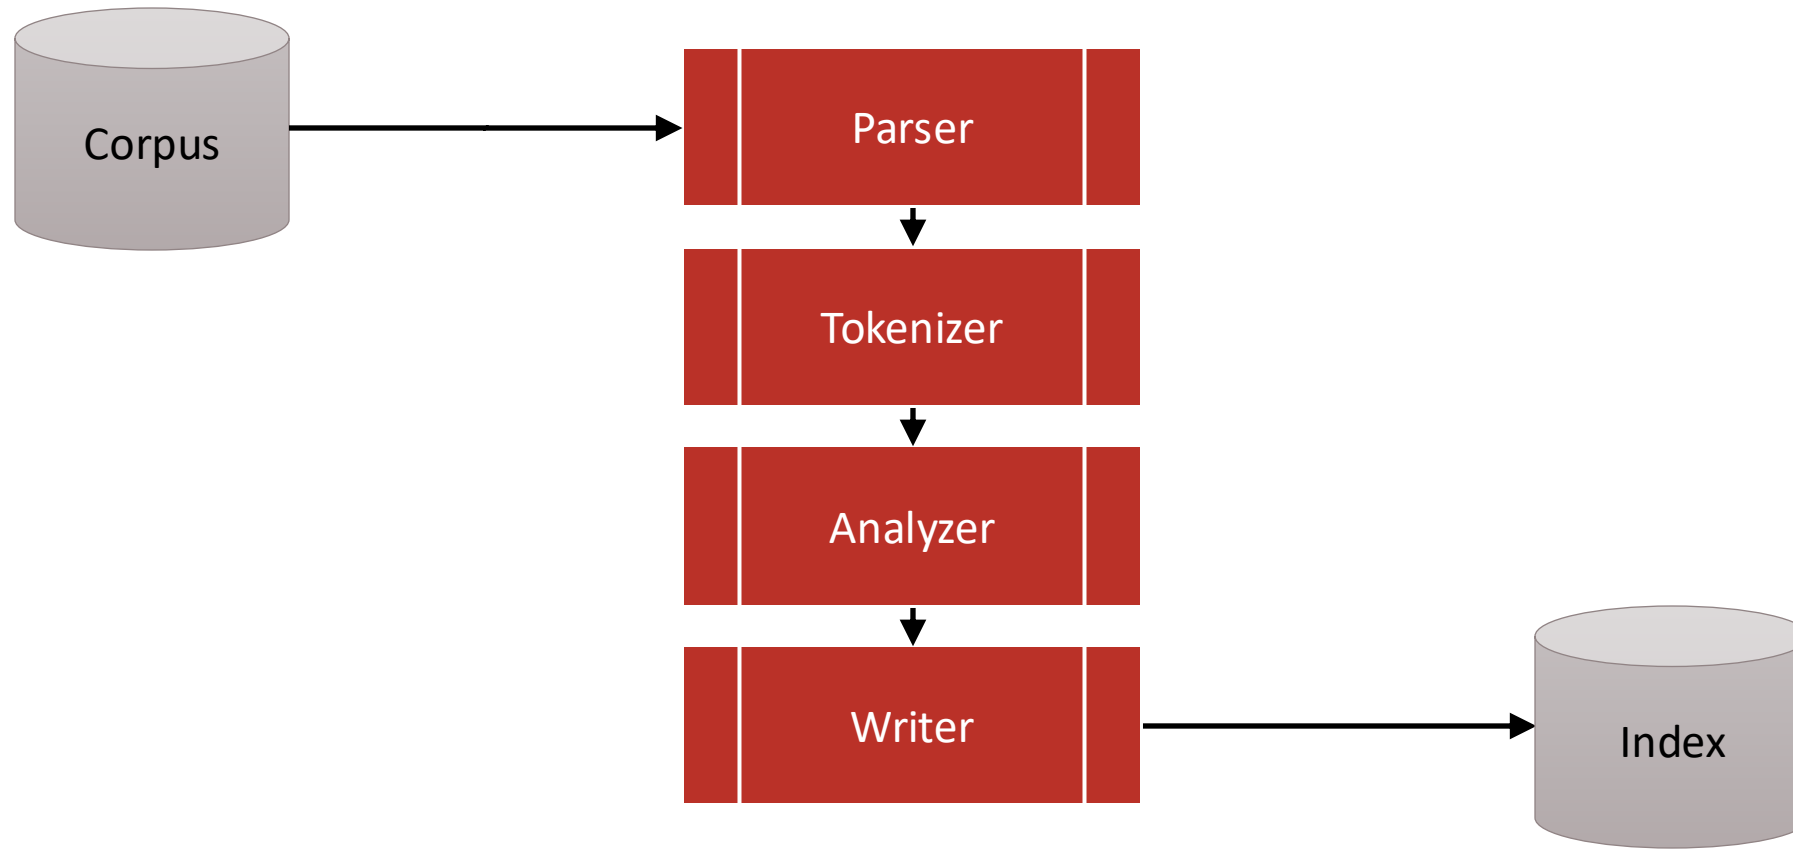 Corpus
Parser
Tokenizer
Analyzer
Writer
Index